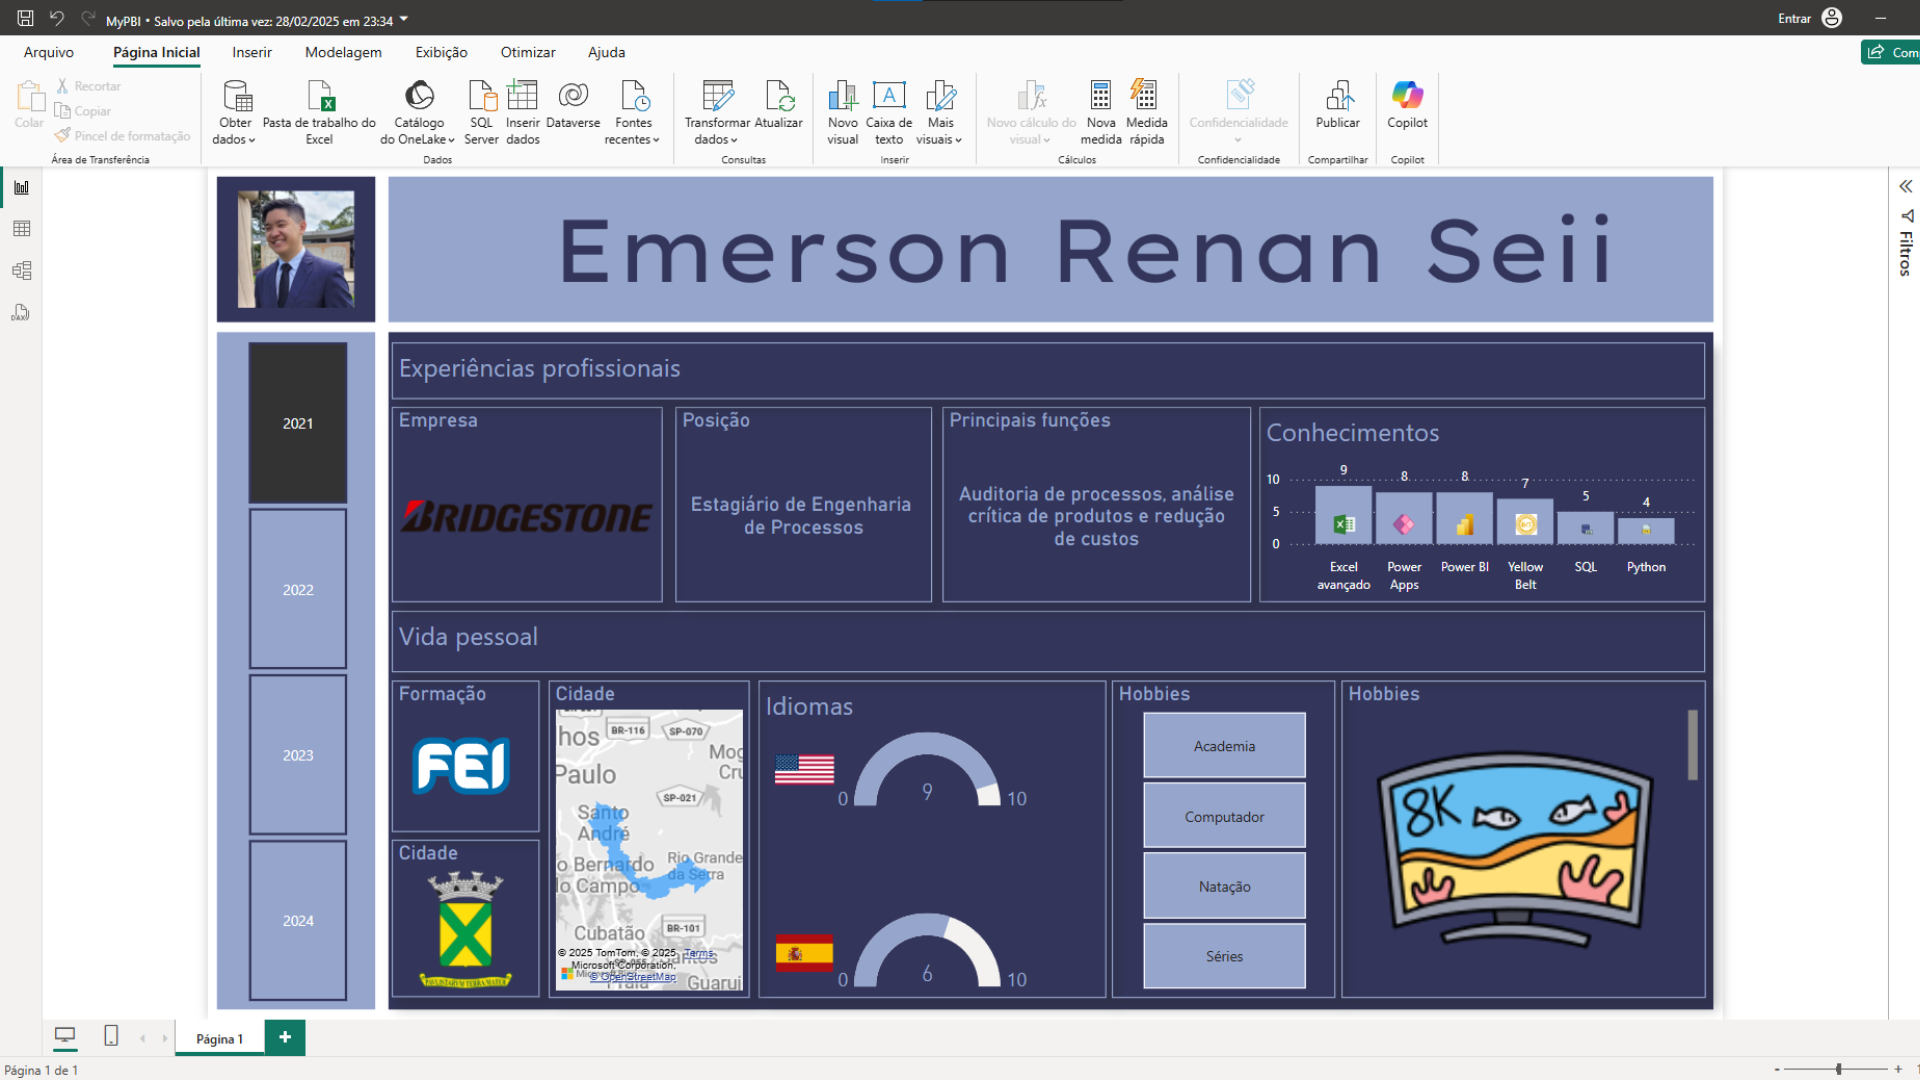 MyPBI • Salvo pela última vez: 28/02/2025 em 23:34
Entrar
Arquivo
Página Inicial
Inserir
Modelagem
Exibição
Otimizar
Ajuda
Com
Colar
Recortar
Copiar
Pincel de formatação
Área de Transferência
Obter
dados
Pasta de trabalho do
Excel
Catálogo
do OneLake
SQL
Server
Inserir
dados
Dataverse
Fontes
recentes
Dados
Transformar
dados
Atualizar
Consultas
Novo
visual
Caixa de
texto
Mais
visuais
Inserir
Novo cálculo do
visual
Nova
medida
Medida
rápida
Cálculos
Confidencialidade
Confidencialidade
Publicar
Compartilhar
Copilot
Copilot
Filtros
DAX
Emerson Renan Seii
2021
2022
2023
2024
Experiências profissionais
Empresa
BRIDGESTONE
Posição
Estagiário de Engenharia
de Processos
Principais funções
Auditoria de processos, análise
crítica de produtos e redução
de custos
Conhecimentos
10
5
0
9
8
8
7
5
4
Excel
avançado
Power
Apps
Power BI
Yellow
Belt
SQL
Python
Vida pessoal
Formação
FEI
Cidade
PAULISTARUM TERRA MATER
Cidade
hos
BR-116
SP-070
Mog
Cru
Paulo
SP-021
Santo
André
o Bernardo
do Campo
Rio Grande
da Serra
Cubatão
BR-101
Santos
Guaruj
© 2025 TomTom, © 2025
Microsoft Corporation,
© OpenStreetMap
Terms
Idiomas
0
9
10
0
6
10
Hobbies
Academia
Computador
Natação
Séries
Hobbies
8K
Página 1
+
Página 1 de 1
- +